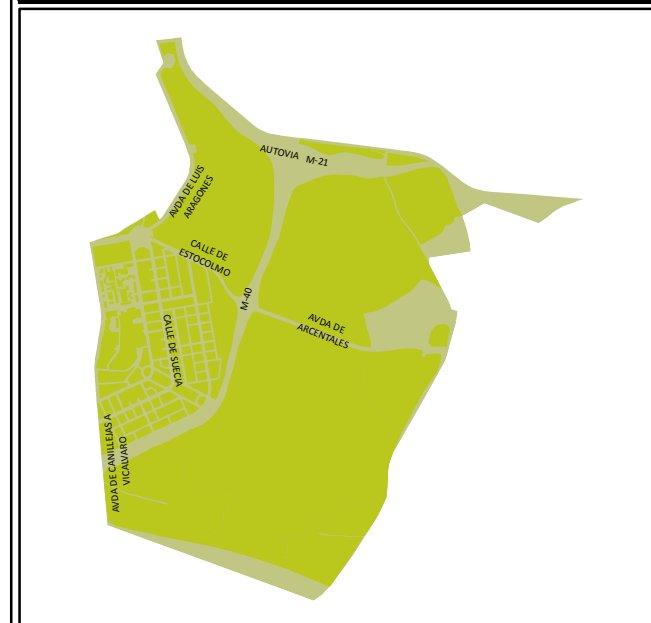 AUTOVIA M-21
AVDA DE LUIS
ARAGONES
CALLE DE
ESTOCOLMO
M-40
AVDA DE
ARCENTALES
CALLE DE SUECIA
AVDA DE CANILLEJAS A
VICALVARO